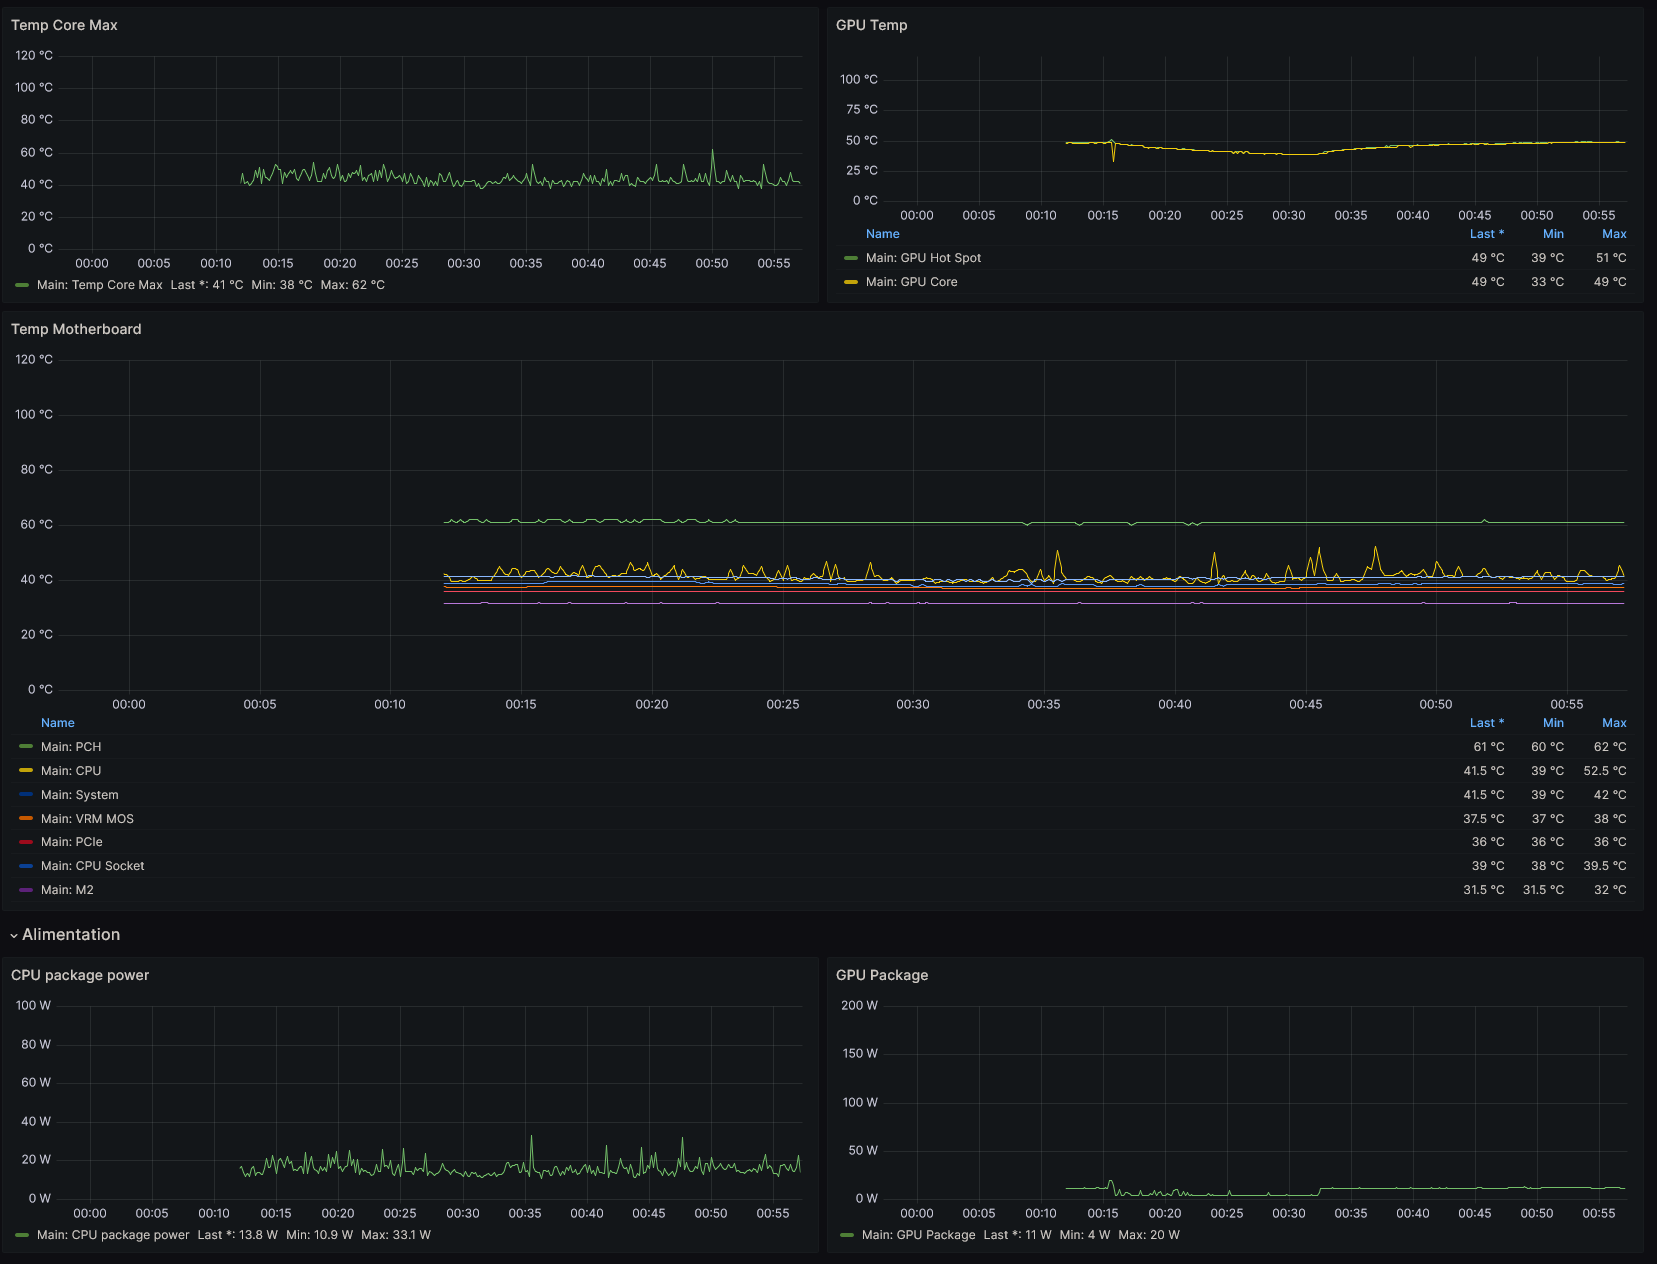 Temp Core Max
120 °C
100 °C
80 °C
60 °C
40 °C
20 °C
0 °C
00:00 00:05 00:10 00:15 00:20 00:25 00:30 00:35 00:40 00:45 00:50 00:55
Main: Temp Core Max Last *: 41 °C Min: 38 °C Max: 62 °C
GPU Temp
100 °C
75 °C
50 °C
25 °C
0 °C
00:00 00:05 00:10 00:15 00:20 00:25 00:30 00:35 00:40 00:45 00:50 00:55
Name Last * Min Max
Main: GPU Hot Spot 49 °C 39 °C 51 °C
Main: GPU Core 49 °C 33 °C 49 °C
Temp Motherboard
120 °C
100 °C
80 °C
60 °C
40 °C
20 °C
0 °C
00:00 00:05 00:10 00:15 00:20 00:25 00:30 00:35 00:40 00:45 00:50 00:55
Name Last * Min Max
Main: PCH 61 °C 60 °C 62 °C
Main: CPU 41.5 °C 39 °C 52.5 °C
Main: System 41.5 °C 39 °C 42 °C
Main: VRM MOS 37.5 °C 37 °C 38 °C
Main: PCIe 36 °C 36 °C 36 °C
Main: CPU Socket 39 °C 38 °C 39.5 °C
Main: M2 31.5 °C 31.5 °C 32 °C
Alimentation
CPU package power
100 W
80 W
60 W
40 W
20 W
0 W
00:00 00:05 00:10 00:15 00:20 00:25 00:30 00:35 00:40 00:45 00:50 00:55
Main: CPU package power Last *: 13.8 W Min: 10.9 W Max: 33.1 W
GPU Package
200 W
150 W
100 W
50 W
0 W
00:00 00:05 00:10 00:15 00:20 00:25 00:30 00:35 00:40 00:45 00:50 00:55
Main: GPU Package Last *: 11 W Min: 4 W Max: 20 W